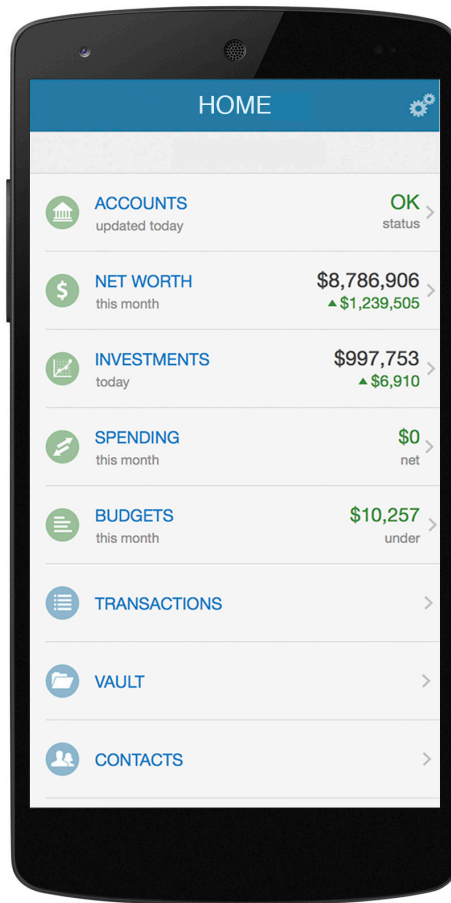 HOME
ACCOUNTS
OK
updated today
status
NET WORTH
$8,786,906
this month
▲ $1,239,505
INVESTMENTS
$997,753
today
▲ $6,910
SPENDING
$0
this month
net
BUDGETS
$10,257
this month
under
TRANSACTIONS
VAULT
CONTACTS